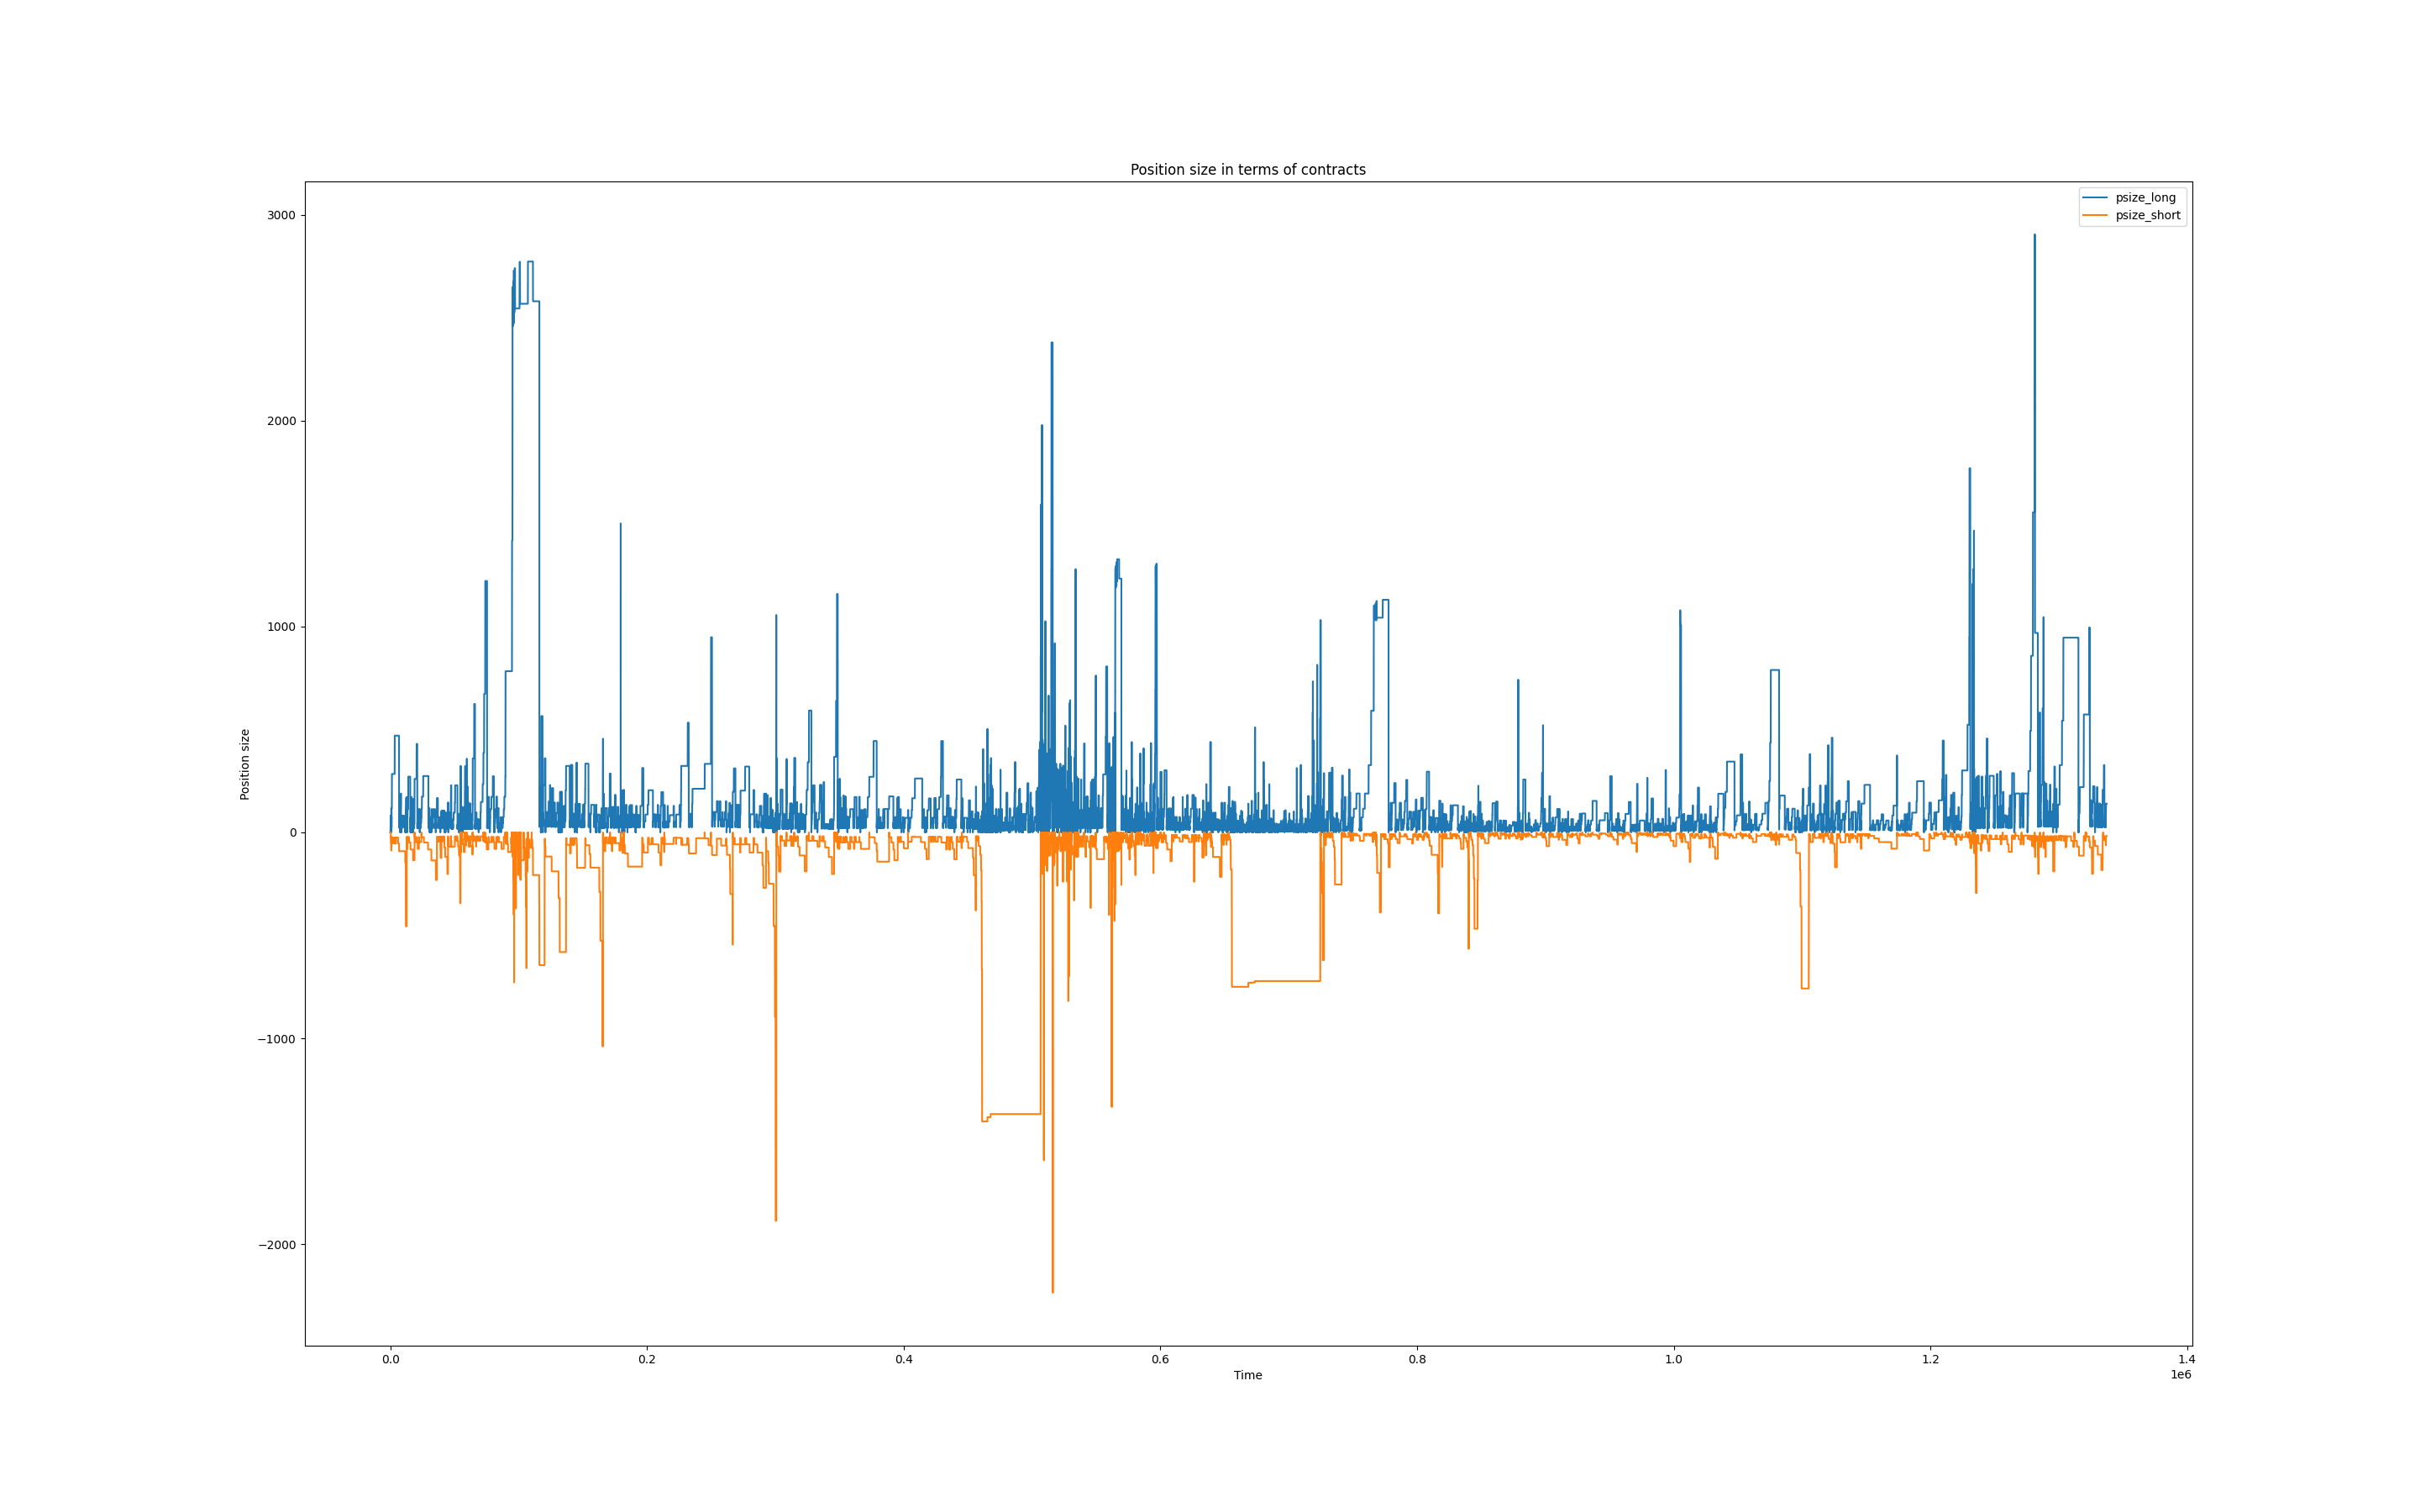 Position size in terms of contracts
psize_long
psize_short
3000
2000
1000
0
−1000
−2000
Position size
0.0
0.2
0.4
0.6
0.8
1.0
1.2
1.4
Time
1e6